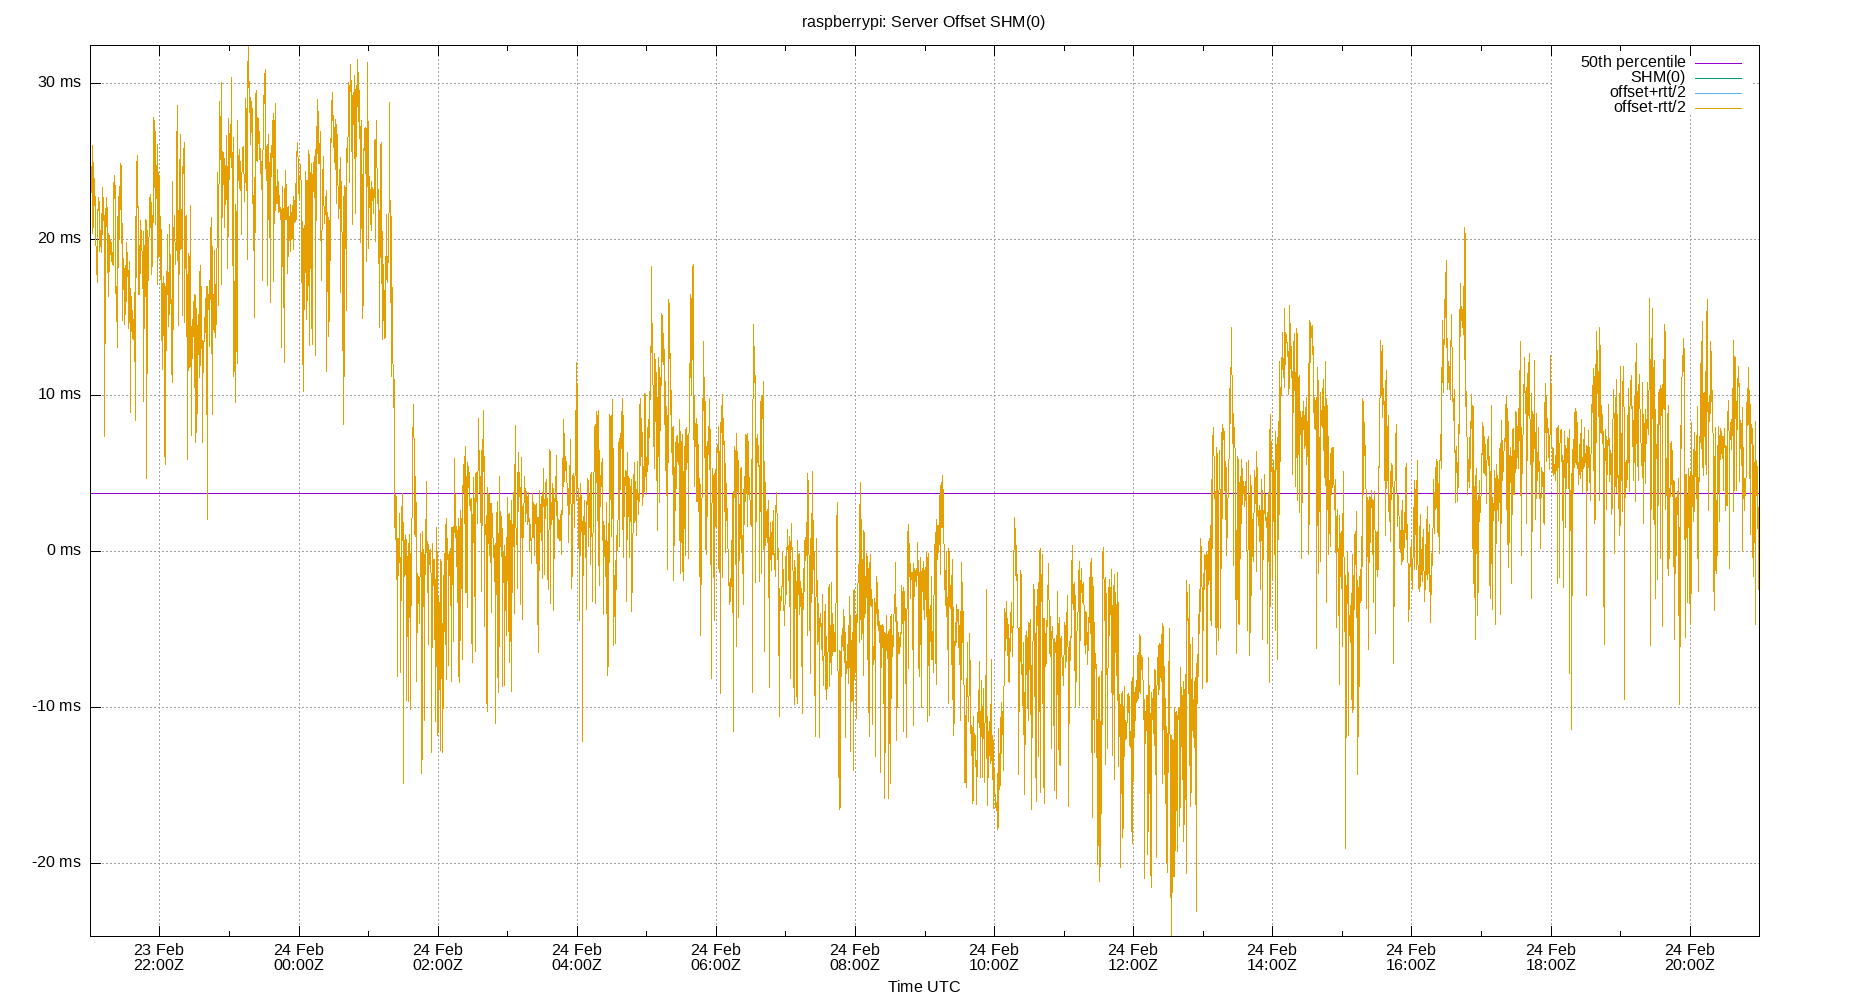 raspberrypi: Server Offset SHM(0)
50th percentile
SHM(0)
offset+rtt/2
offset-rtt/2
30 ms
20 ms
10 ms
0 ms
-10 ms
-20 ms
23 Feb 24 Feb 24 Feb 24 Feb 24 Feb 24 Feb 24 Feb 24 Feb 24 Feb 24 Feb 24 Feb 24 Feb
22:00Z 00:00Z 02:00Z 04:00Z 06:00Z 08:00Z 10:00Z 12:00Z 14:00Z 16:00Z 18:00Z 20:00Z
Time UTC